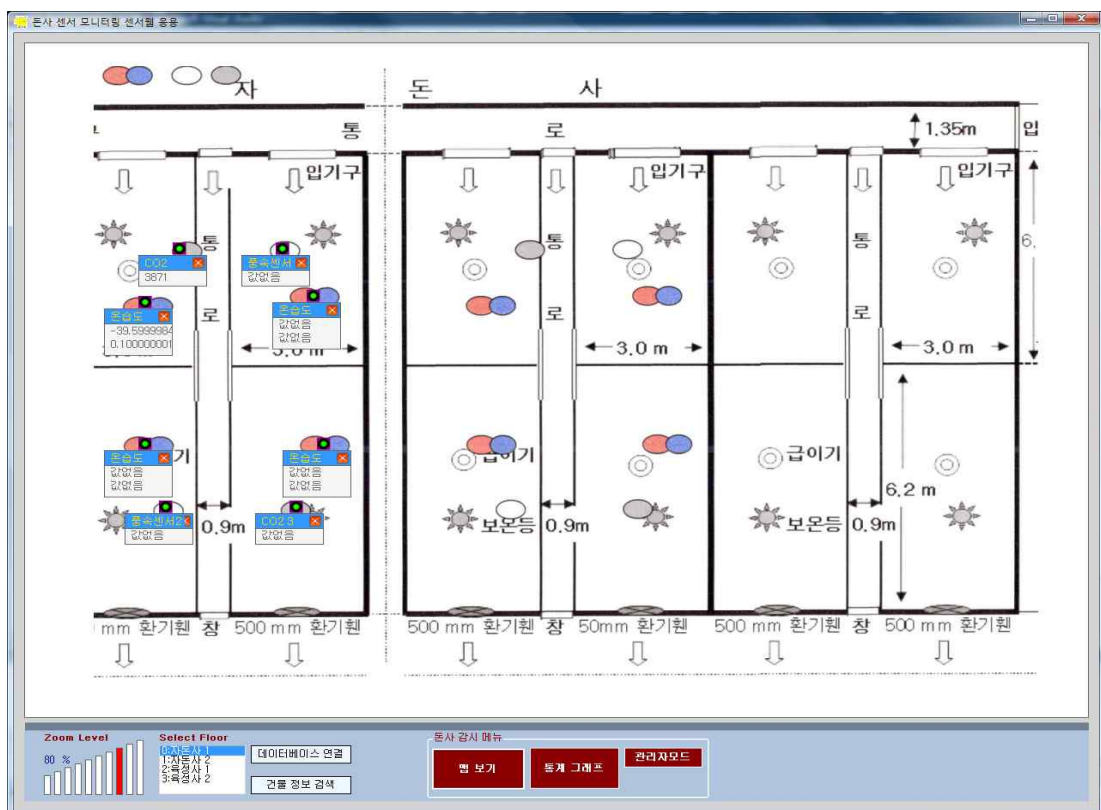 돈사 센서 모니터링 센서웹 응용
자 돈 사
통 로 1.35m 입
입기구 입기구 입기구
통 통 통
6.
CO2
3871
풍속센서
값없음
온습도
-39.5999984
0.100000001
온습도
값없음
값없음
로 로 로
3.0 m 3.0 m 3.0 m
온습도
값없음
값없음
기
온습도
값없음
값없음
급이기 급이기
6.2 m
풍속센서2
값없음
CO2 3
값없음
0.9m 보온등 0.9m 보온등 0.9m
mm 환기휀 창 500 mm 환기휀 500 mm 환기휀 창 50mm 환기휀 500 mm 환기휀 창 500 mm 환기휀
Zoom Level
80 %
Select Floor
0:자돈사 1
1:자돈사 2
2:육성사 1
3:육성사 2
데이터베이스 연결
건물 정보 검색
돈사 감시 메뉴
맵 보기
통계 그래프
관리자모드